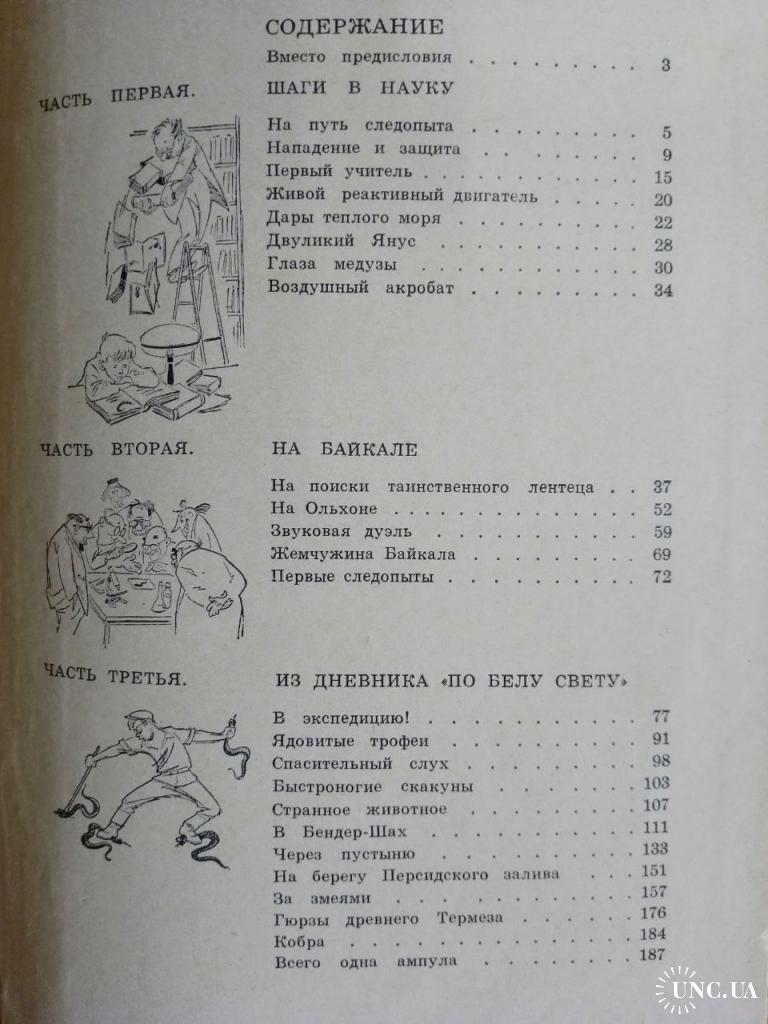 СОДЕРЖАНИЕ
Вместо предисловия . . . . . . . . . 3
ЧАСТЬ ПЕРВАЯ. ШАГИ В НАУКУ
На путь следопыта . . . . . . . . . 5
Нападение и защита . . . . . . . . 9
Первый учитель . . . . . . . . . . . . 15
Живой реактивный двигатель . . . . . 20
Дары теплого моря . . . . . . . . . . 22
Двуликий Янус . . . . . . . . . . . 28
Глаза медузы . . . . . . . . . . . . 30
Воздушный акробат . . . . . . . . . 34
ЧАСТЬ ВТОРАЯ. НА БАЙКАЛЕ
На поиски таинственного лентеца . . 37
На Ольхоне . . . . . . . . . . . . . 52
Звуковая дуэль . . . . . . . . . . . 59
Жемчужина Байкала . . . . . . . . . 69
Первые следопыты . . . . . . . . . . 72
ЧАСТЬ ТРЕТЬЯ. ИЗ ДНЕВНИКА «ПО БЕЛУ СВЕТУ»
В экспедицию! . . . . . . . . . . . 77
Ядовитые трофеи . . . . . . . . . . 91
Спасительный слух . . . . . . . . . 98
Быстроногие скакуны . . . . . . . 103
Странное животное . . . . . . . . 107
В Бендер-Шах . . . . . . . . . . . 111
Через пустыню . . . . . . . . . . 133
На берегу Персидского залива . . . 151
За змеями . . . . . . . . . . . . 157
Гюрзы древнего Термеза . . . . . . 176
Кобра . . . . . . . . . . . . . . 184
Всего одна ампула . . . . . . . . 187
UNC.UA